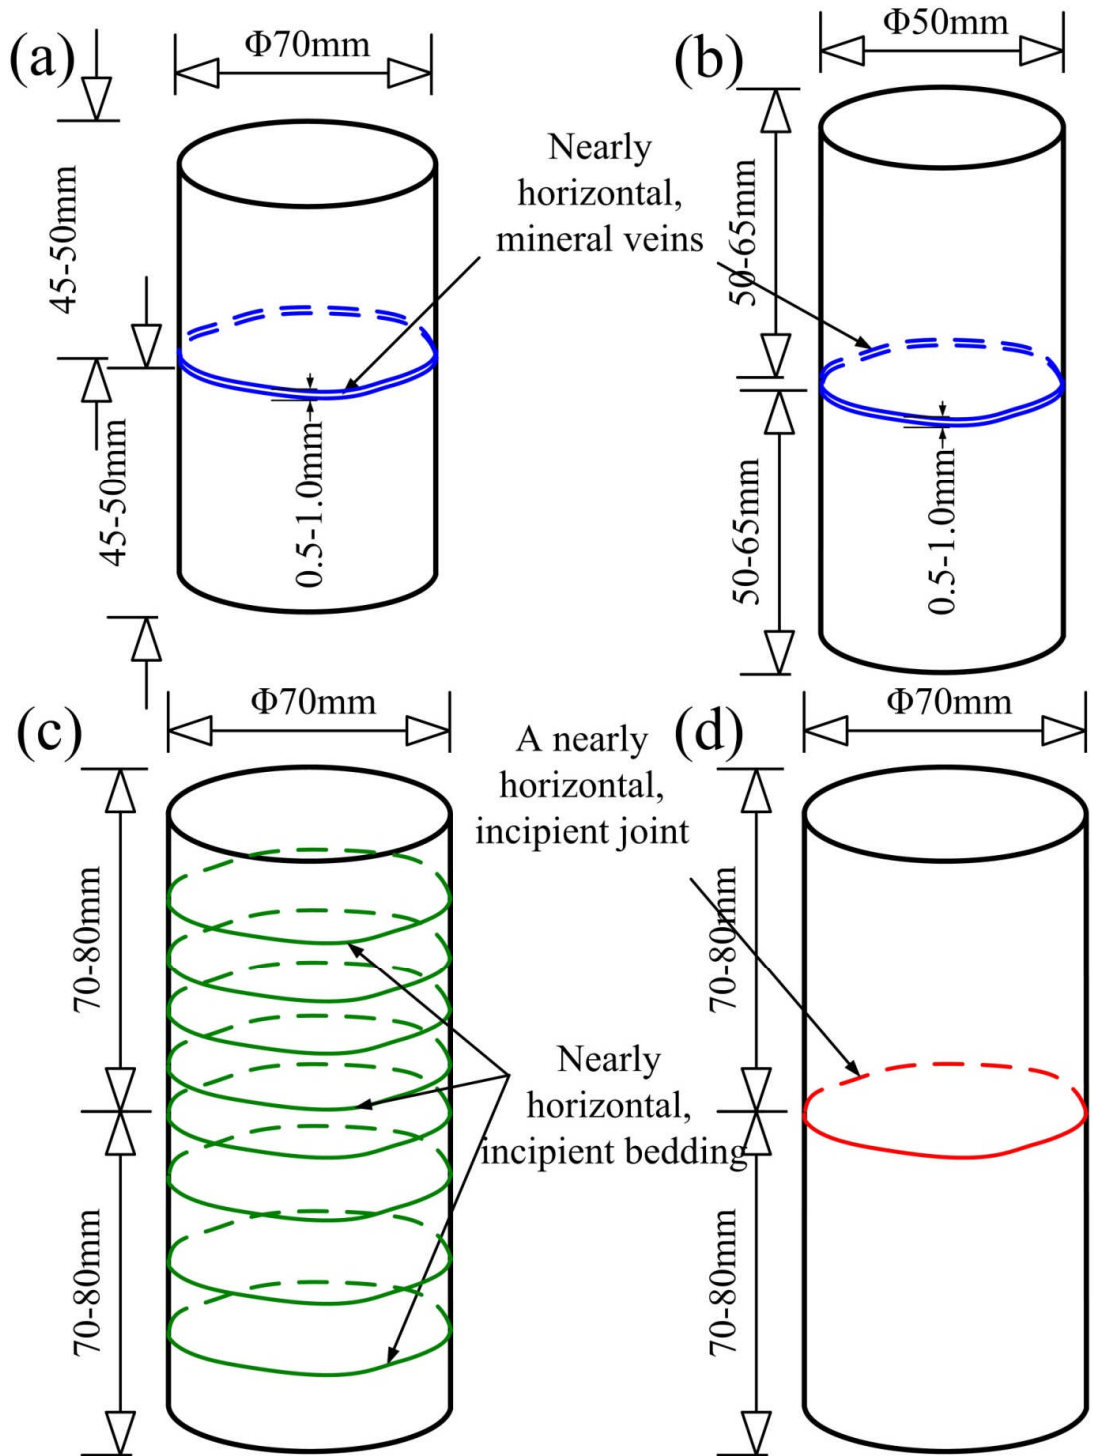 (a)
Φ70mm
(b)
Φ50mm
45-50mm
Nearly
horizontal,
mineral veins
50-65mm
45-50mm
0.5-1.0mm
50-65mm
0.5-1.0mm
(c)
Φ70mm
A nearly
horizontal,
incipient joint
(d)
Φ70mm
70-80mm
70-80mm
Nearly
horizontal,
incipient bedding
70-80mm
70-80mm